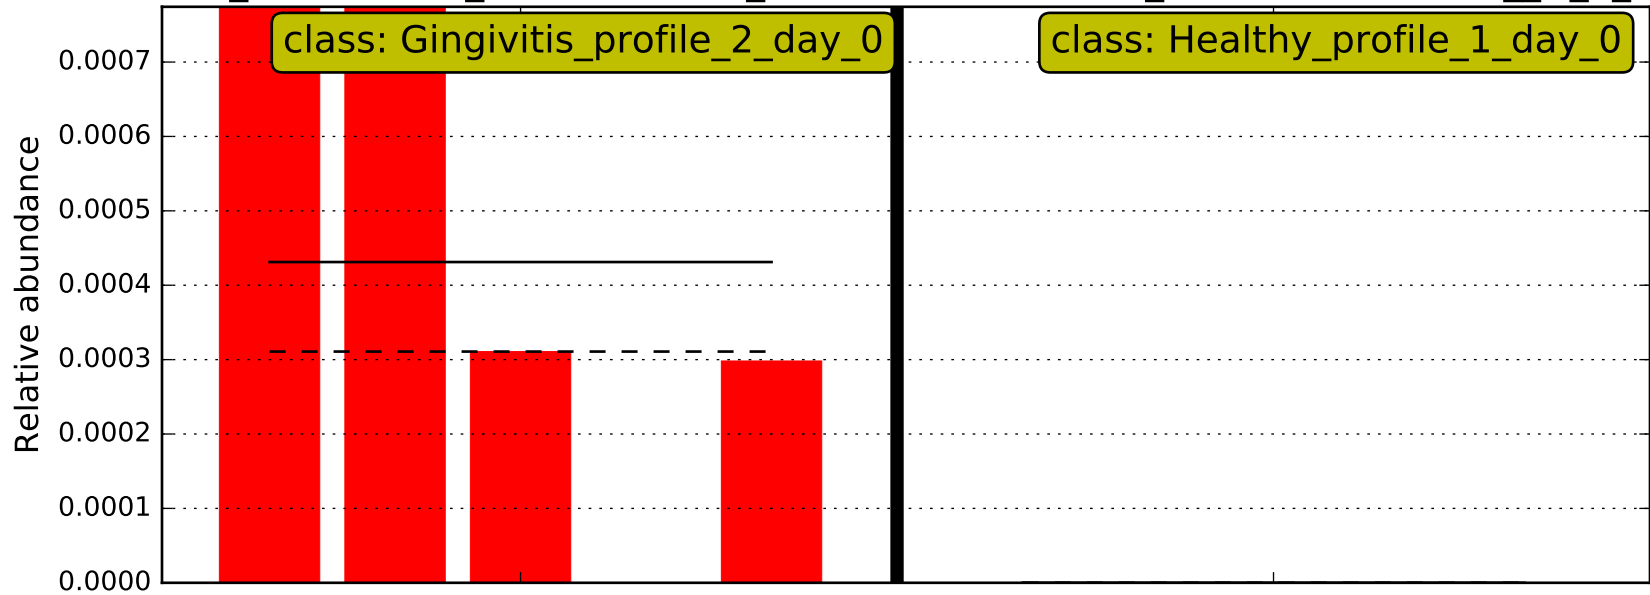 class: Gingivitis_profile_2_day_0
class: Healthy_profile_1_day_0
Relative abundance
0.0007
0.0006
0.0005
0.0004
0.0003
0.0002
0.0001
0.0000